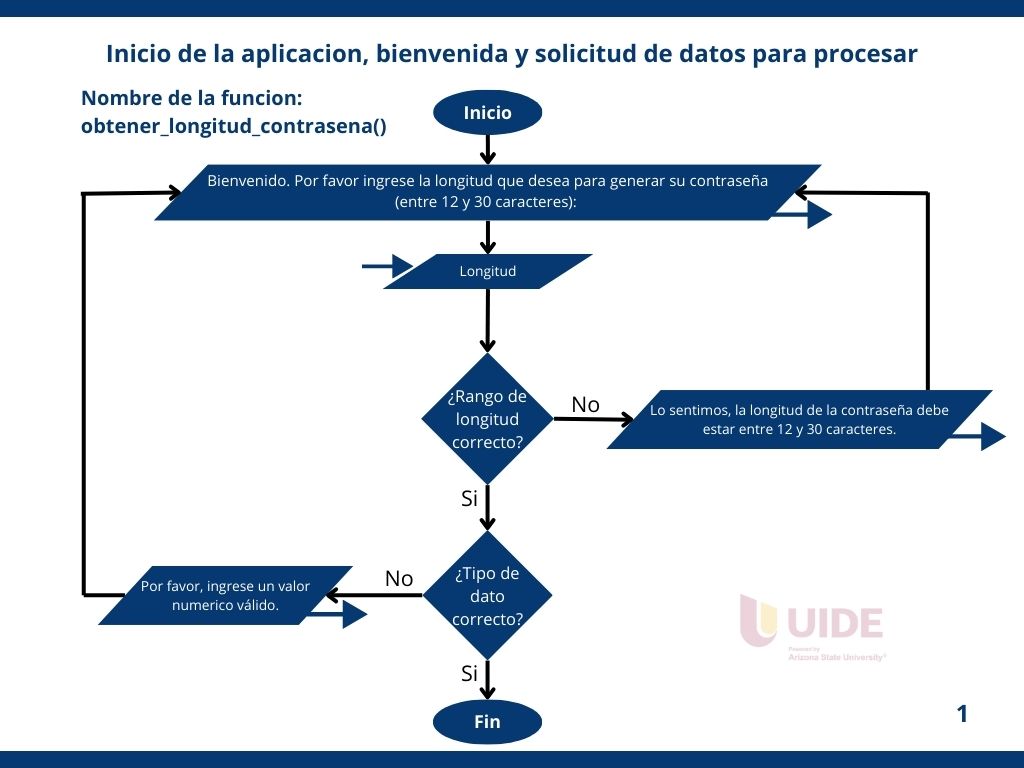 Inicio de la aplicacion, bienvenida y solicitud de datos para procesar
Nombre de la funcion:
obtener_longitud_contrasena()
Inicio
Bienvenido. Por favor ingrese la longitud que desea para generar su contraseña
(entre 12 y 30 caracteres):
Longitud
¿Rango de
longitud
correcto?
No
Lo sentimos, la longitud de la contraseña debe
estar entre 12 y 30 caracteres.
Si
¿Tipo de
dato
correcto?
No
Por favor, ingrese un valor
numerico válido.
Si
Fin
UIDE
Powered by
Arizona State University®
1